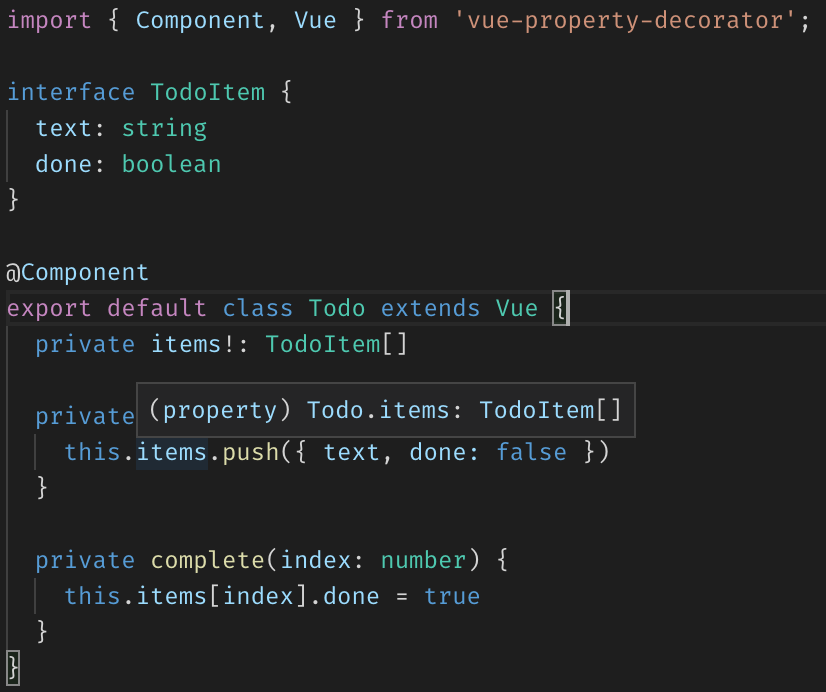 import { Component, Vue } from 'vue-property-decorator';
interface TodoItem {
text: string
done: boolean
}
@Component
export default class Todo extends Vue {
private items!: TodoItem[]
private
(property) Todo.items: TodoItem[]
this.items.push({ text, done: false })
}
private complete(index: number) {
this.items[index].done = true
}
}